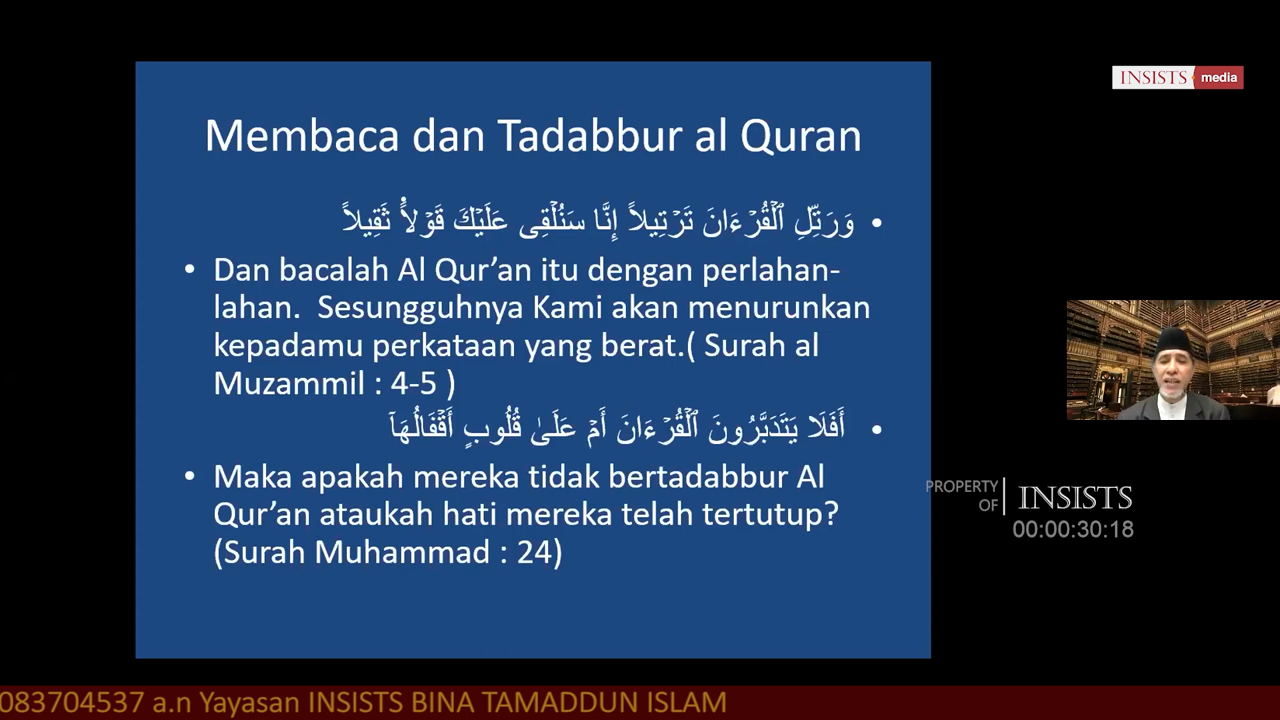 INSISTS media
Membaca dan Tadabbur al Quran
• وَرَتِّلِ ٱلۡقُرۡءَانَ تَرۡتِيلاً إِنَّا سَنُلۡقِى عَلَيۡكَ قَوۡلاً۬ ثَقِيلاً
• Dan bacalah Al Qur’an itu dengan perlahan-
lahan. Sesungguhnya Kami akan menurunkan
kepadamu perkataan yang berat.( Surah al
Muzammil : 4-5 )
• أَفَلَا يَتَدَبَّرُونَ ٱلۡقُرۡءَانَ أَمۡ عَلَىٰ قُلُوبٍ أَقۡفَالُهَآ
• Maka apakah mereka tidak bertadabbur Al
Qur’an ataukah hati mereka telah tertutup?
(Surah Muhammad : 24)
PROPERTY
OF
INSISTS
00:00:30:18
083704537 a.n Yayasan INSISTS BINA TAMADDUN ISLAM